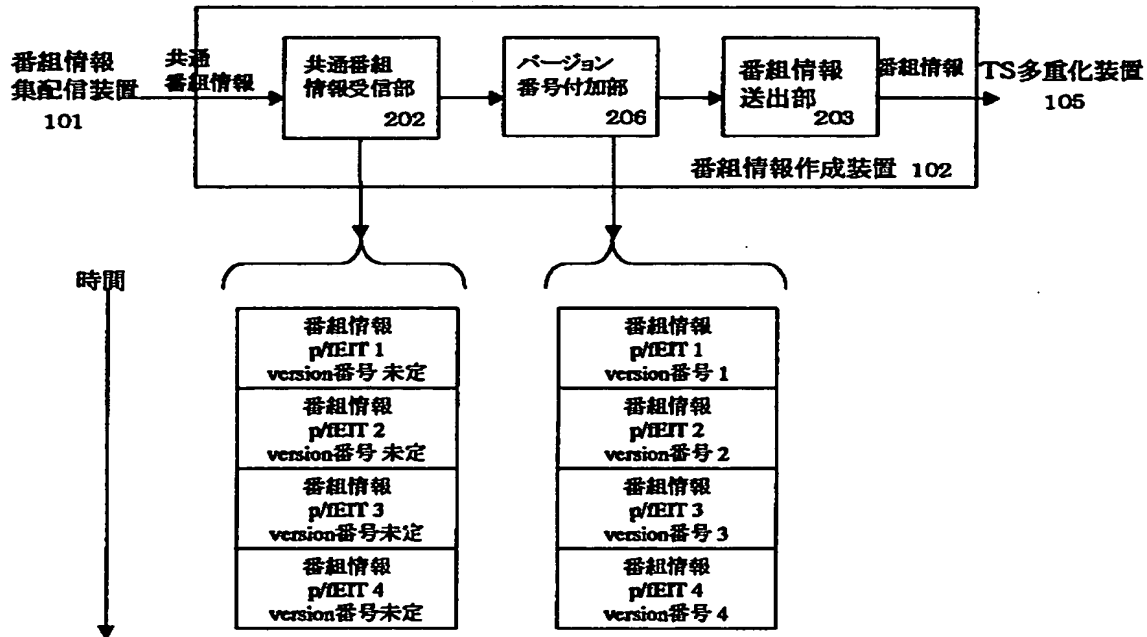 番組情報
集配信装置
101
共通
番組情報
共通番組
情報受信部
202
バージョン
番号付加部
206
番組情報
送出部
203
番組情報
TS多重化装置
105
番組情報作成装置 102
時間
番組情報
p/fEIT 1
version番号 未定
番組情報
p/fEIT 2
version番号 未定
番組情報
p/fEIT 3
version番号未定
番組情報
p/fEIT 4
version番号未定
番組情報
p/fEIT 1
version番号 1
番組情報
p/fEIT 2
version番号 2
番組情報
p/fEIT 3
version番号 3
番組情報
p/fEIT 4
version番号 4